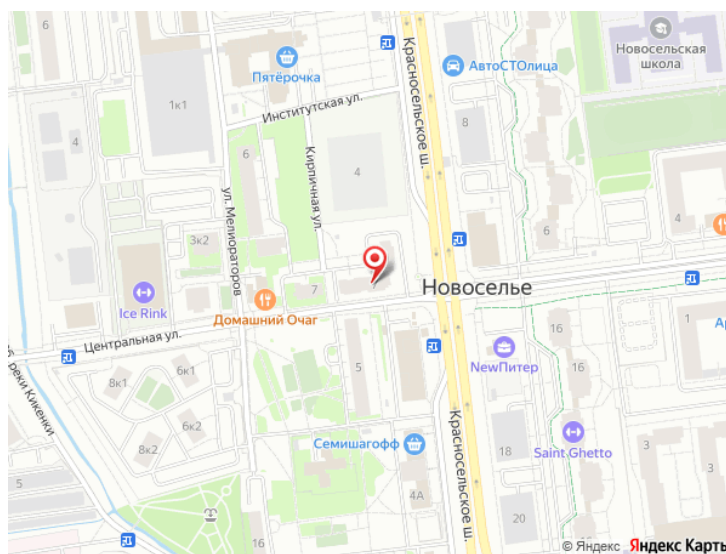 Новосельская
школа
Пятёрочка
АвтоСТОлица
Красносельское ш.
1к1
Институтская ул.
8
4
6
Кирпичная ул.
4
ул. Мелиораторов
3к2
4
6
7
Новоселье
Ice Rink
Домашний Очаг
Центральная ул.
1
Ар
16
NewПитер
16
5
8к1
6к1
6к2
8к2
реки Кикенки
Красносельское ш.
Семишагофф
Saint Ghetto
18
3
3
5
4А
20
16
© Яндекс Яндекс Карты